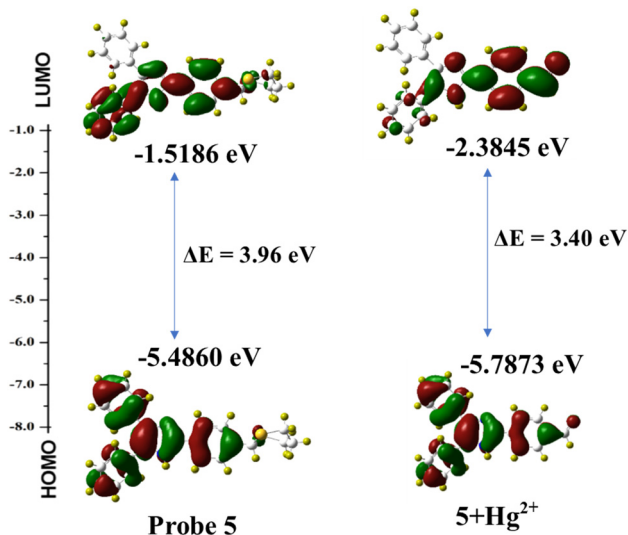 LUMO
-1.0
-2.0
-3.0
-4.0
-5.0
-6.0
-7.0
-8.0
HOMO
-1.5186 eV
ΔE = 3.96 eV
-5.4860 eV
Probe 5
-2.3845 eV
ΔE = 3.40 eV
-5.7873 eV
5+Hg²⁺